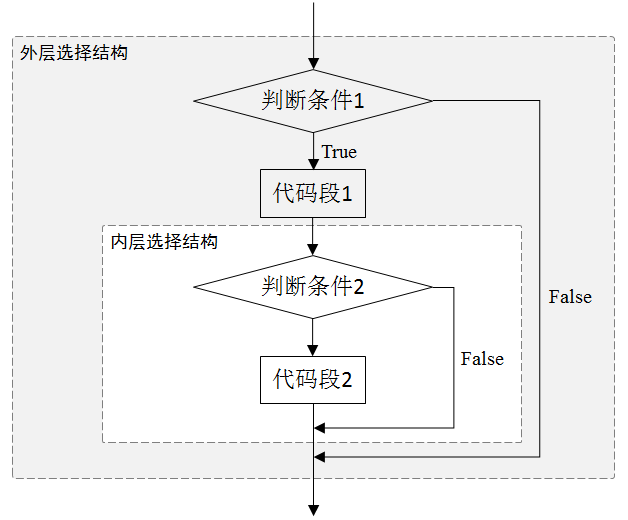 外层选择结构
判断条件1
True
代码段1
内层选择结构
判断条件2
False
False
代码段2